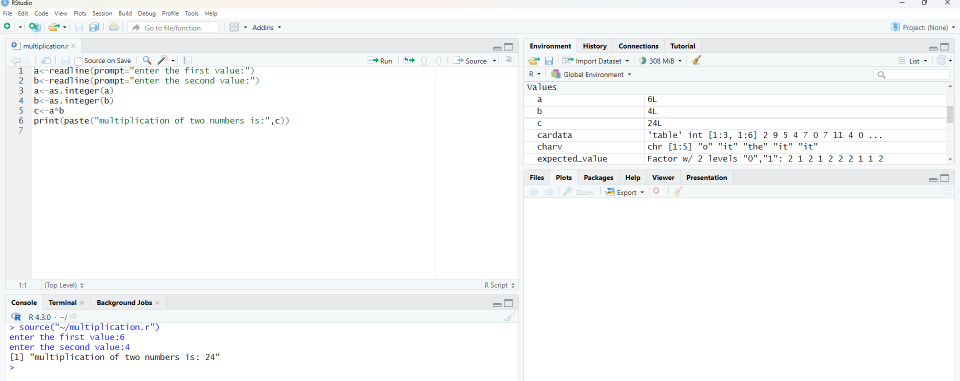 RStudio
File Edit Code View Plots Session Build Debug Profile Tools Help
Go to file/function Addins Project: (None)
multiplication.r
Source on Save Run Source
1 a<-readline(prompt="enter the first value:")
2 b<-readline(prompt="enter the second value:")
3 a<-as.integer(a)
4 b<-as.integer(b)
5 c<-a*b
6 print(paste("multiplication of two numbers is:",c))
7
1:1 (Top Level) R Script
Console Terminal Background Jobs
R 4.3.0 · ~/
> source("~/multiplication.r")
enter the first value:6
enter the second value:4
[1] "multiplication of two numbers is: 24"
>
Environment History Connections Tutorial
Import Dataset 308 MiB List
R Global Environment
Values
a 6L
b 4L
c 24L
cardata 'table' int [1:3, 1:6] 2 9 5 4 7 0 7 11 4 0 ...
charv chr [1:5] "o" "it" "the" "it" "it"
expected_value Factor w/ 2 levels "0","1": 2 1 2 1 2 2 2 1 1 2
Files Plots Packages Help Viewer Presentation
Zoom Export